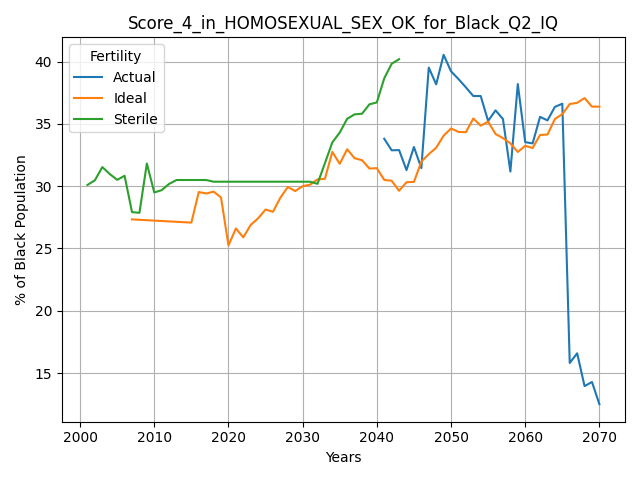 Score_4_in_HOMOSEXUAL_SEX_OK_for_Black_Q2_IQ
Fertility
Actual
Ideal
Sterile
% of Black Population
40
35
30
25
20
15
2000 2010 2020 2030 2040 2050 2060 2070
Years